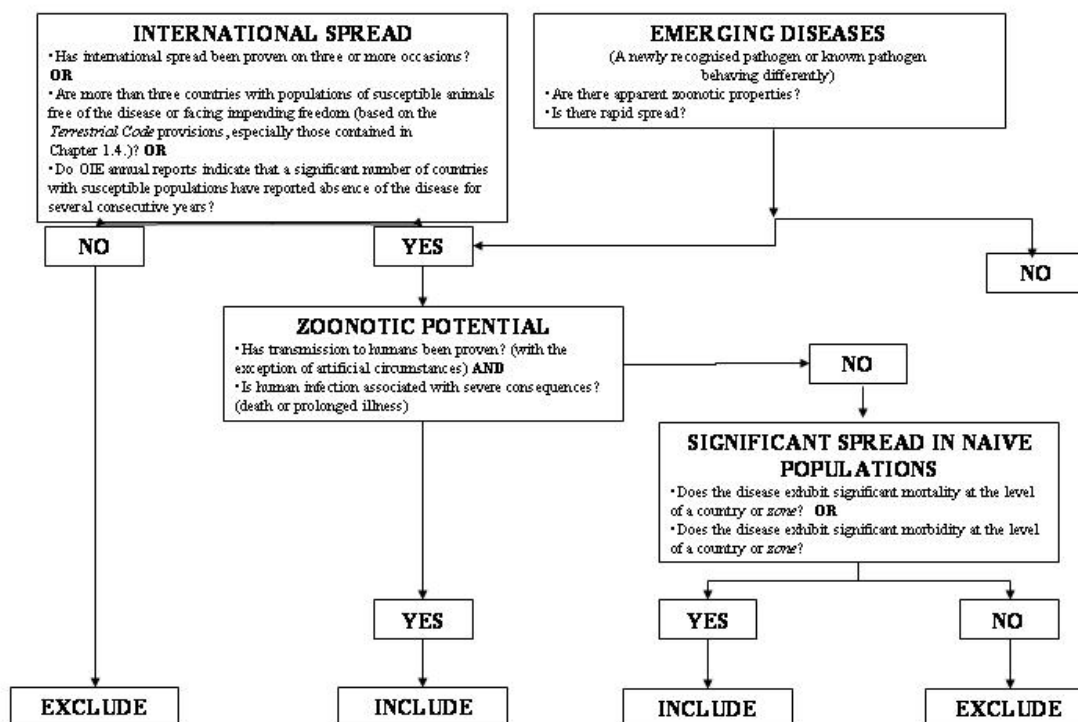 INTERNATIONAL SPREAD
•Has international spread been proven on three or more occasions?
OR
•Are more than three countries with populations of susceptible animals
free of the disease or facing impending freedom (based on the
Terrestrial Code provisions, especially those contained in
Chapter 1.4.)? OR
•Do OIE annual reports indicate that a significant number of countries
with susceptible populations have reported absence of the disease for
several consecutive years?
EMERGING DISEASES
(A newly recognised pathogen or known pathogen
behaving differently)
•Are there apparent zoonotic properties?
•Is there rapid spread?
NO
YES
NO
ZOONOTIC POTENTIAL
•Has transmission to humans been proven? (with the
exception of artificial circumstances) AND
•Is human infection associated with severe consequences?
(death or prolonged illness)
NO
SIGNIFICANT SPREAD IN NAIVE
POPULATIONS
•Does the disease exhibit significant mortality at the level
of a country or zone? OR
•Does the disease exhibit significant morbidity at the level
of a country or zone?
YES
YES
NO
EXCLUDE
INCLUDE
INCLUDE
EXCLUDE